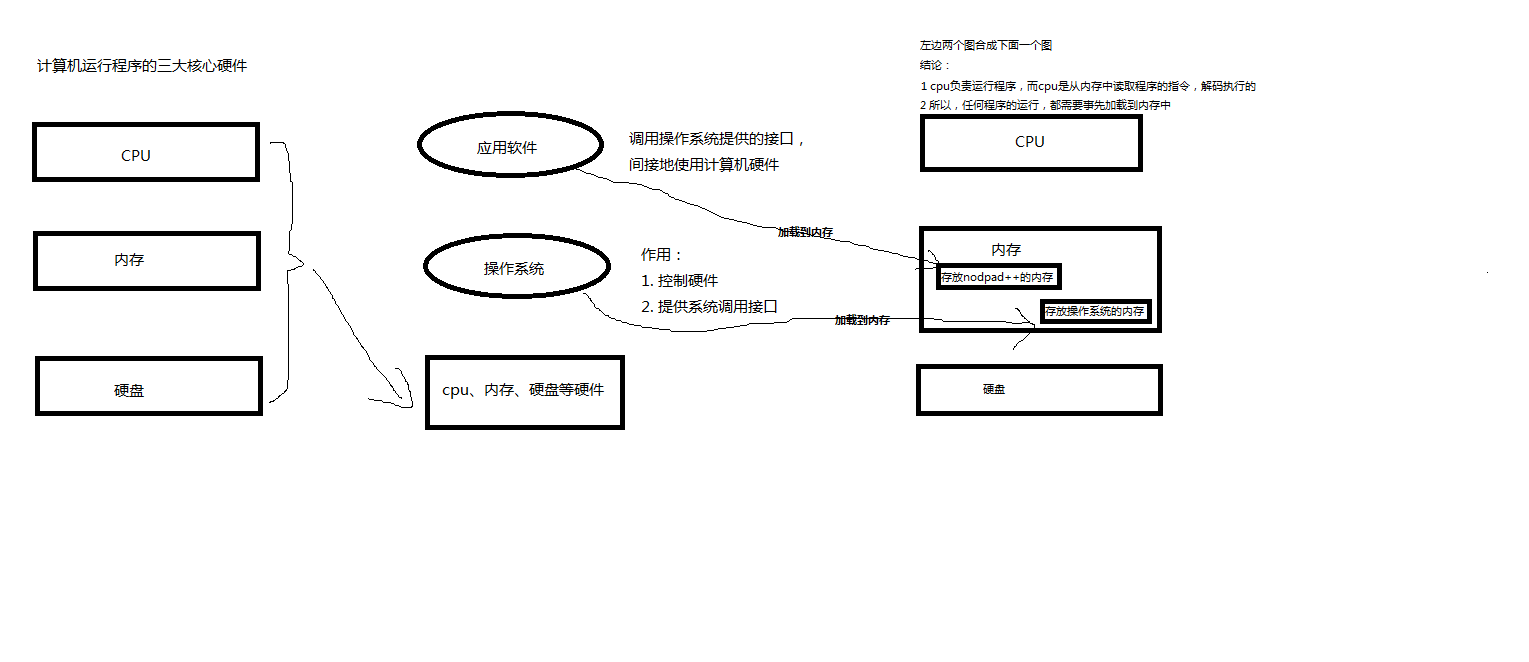 计算机运行程序的三大核心硬件
CPU
内存
硬盘
应用软件
调用操作系统提供的接口，
间接地使用计算机硬件
操作系统
作用：
1. 控制硬件
2. 提供系统调用接口
cpu、内存、硬盘等硬件
加载到内存
加载到内存
左边两个图合成下面一个图
结论：
1 cpu负责运行程序，而cpu是从内存中读取程序的指令，解码执行的
2 所以，任何程序的运行，都需要事先加载到内存中
CPU
内存
存放nodpad++的内存
存放操作系统的内存
硬盘